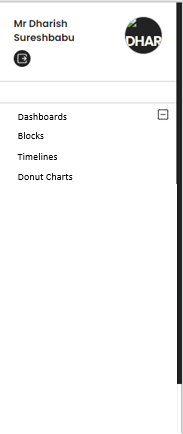 Mr Dharish
Sureshbabu
DHAR
Dashboards
Blocks
Timelines
Donut Charts